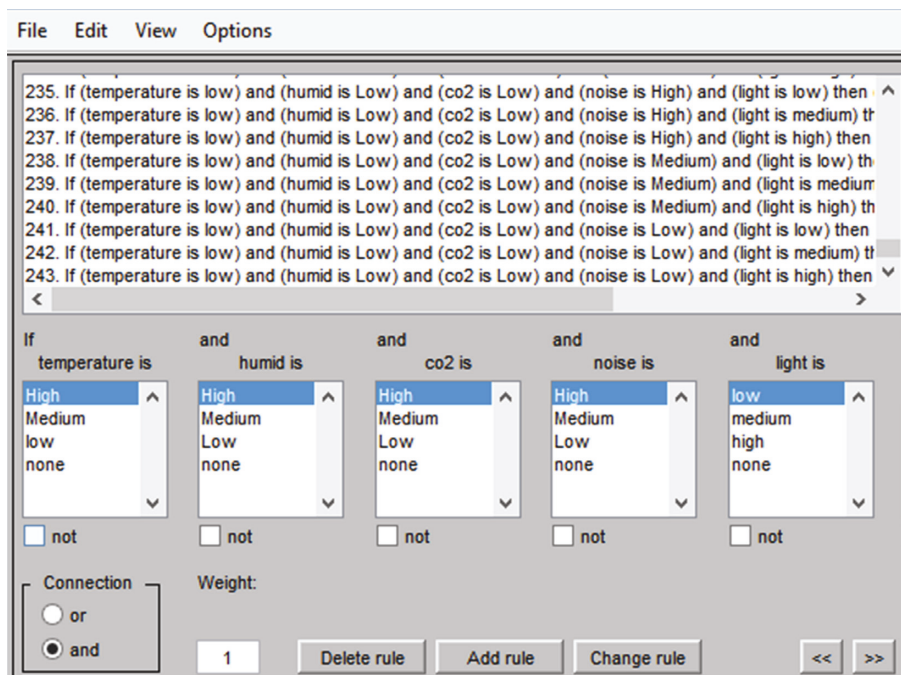 File Edit View Options
235. If (temperature is low) and (humid is Low) and (co2 is Low) and (noise is High) and (light is low) then
236. If (temperature is low) and (humid is Low) and (co2 is Low) and (noise is High) and (light is medium) th
237. If (temperature is low) and (humid is Low) and (co2 is Low) and (noise is High) and (light is high) then
238. If (temperature is low) and (humid is Low) and (co2 is Low) and (noise is Medium) and (light is low) th
239. If (temperature is low) and (humid is Low) and (co2 is Low) and (noise is Medium) and (light is medium
240. If (temperature is low) and (humid is Low) and (co2 is Low) and (noise is Medium) and (light is high) th
241. If (temperature is low) and (humid is Low) and (co2 is Low) and (noise is Low) and (light is low) then
242. If (temperature is low) and (humid is Low) and (co2 is Low) and (noise is Low) and (light is medium) th
243. If (temperature is low) and (humid is Low) and (co2 is Low) and (noise is Low) and (light is high) then
If and and and and
temperature is humid is co2 is noise is light is
High High High High low
Medium Medium Medium Medium medium
low Low Low Low high
none none none none none
not not not not not
Connection Weight:
or
and 1 Delete rule Add rule Change rule << >>